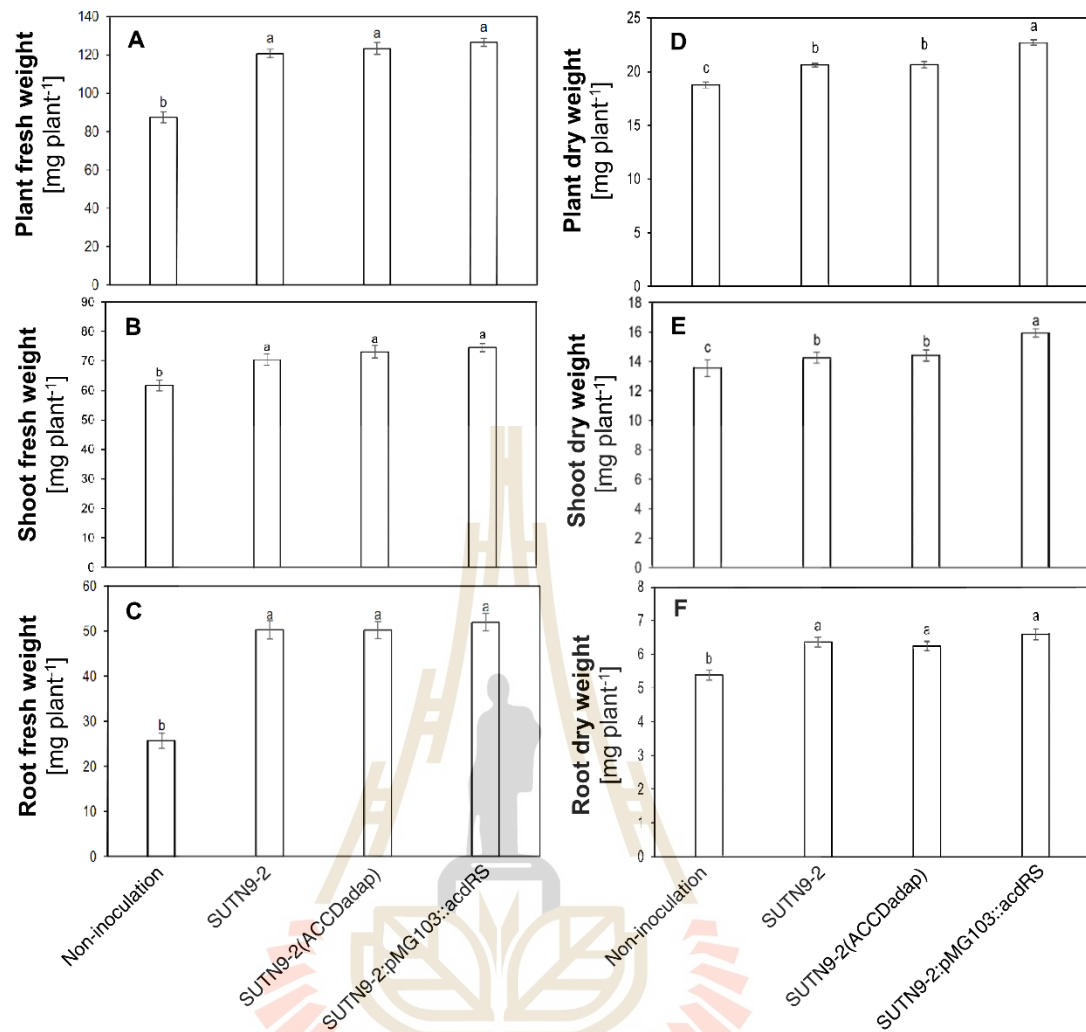 A
Plant fresh weight
[mg plant-1]
140
120
100
80
60
40
20
0
b
a
a
a
D
Plant dry weight
[mg plant-1]
25
20
15
10
5
0
c
b
b
a
B
Shoot fresh weight
[mg plant-1]
90
80
70
60
50
40
30
20
10
0
b
a
a
a
E
Shoot dry weight
[mg plant-1]
18
16
14
12
10
8
6
4
2
0
c
b
b
a
C
Root fresh weight
[mg plant-1]
60
50
40
30
20
10
0
b
a
a
a
F
Root dry weight
[mg plant-1]
8
7
6
5
4
3
2
1
0
b
a
a
a
Non-inoculation
SUTN9-2
SUTN9-2(ACCDadap)
SUTN9-2:pMG103::acdRS
Non-inoculation
SUTN9-2
SUTN9-2(ACCDadap)
SUTN9-2:pMG103::acdRS